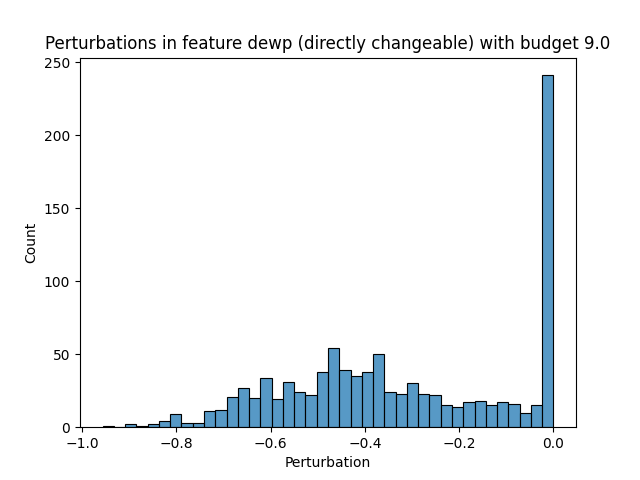 Perturbations in feature dewp (directly changeable) with budget 9.0
250
200
150
100
50
0
Count
−1.0 −0.8 −0.6 −0.4 −0.2 0.0
Perturbation